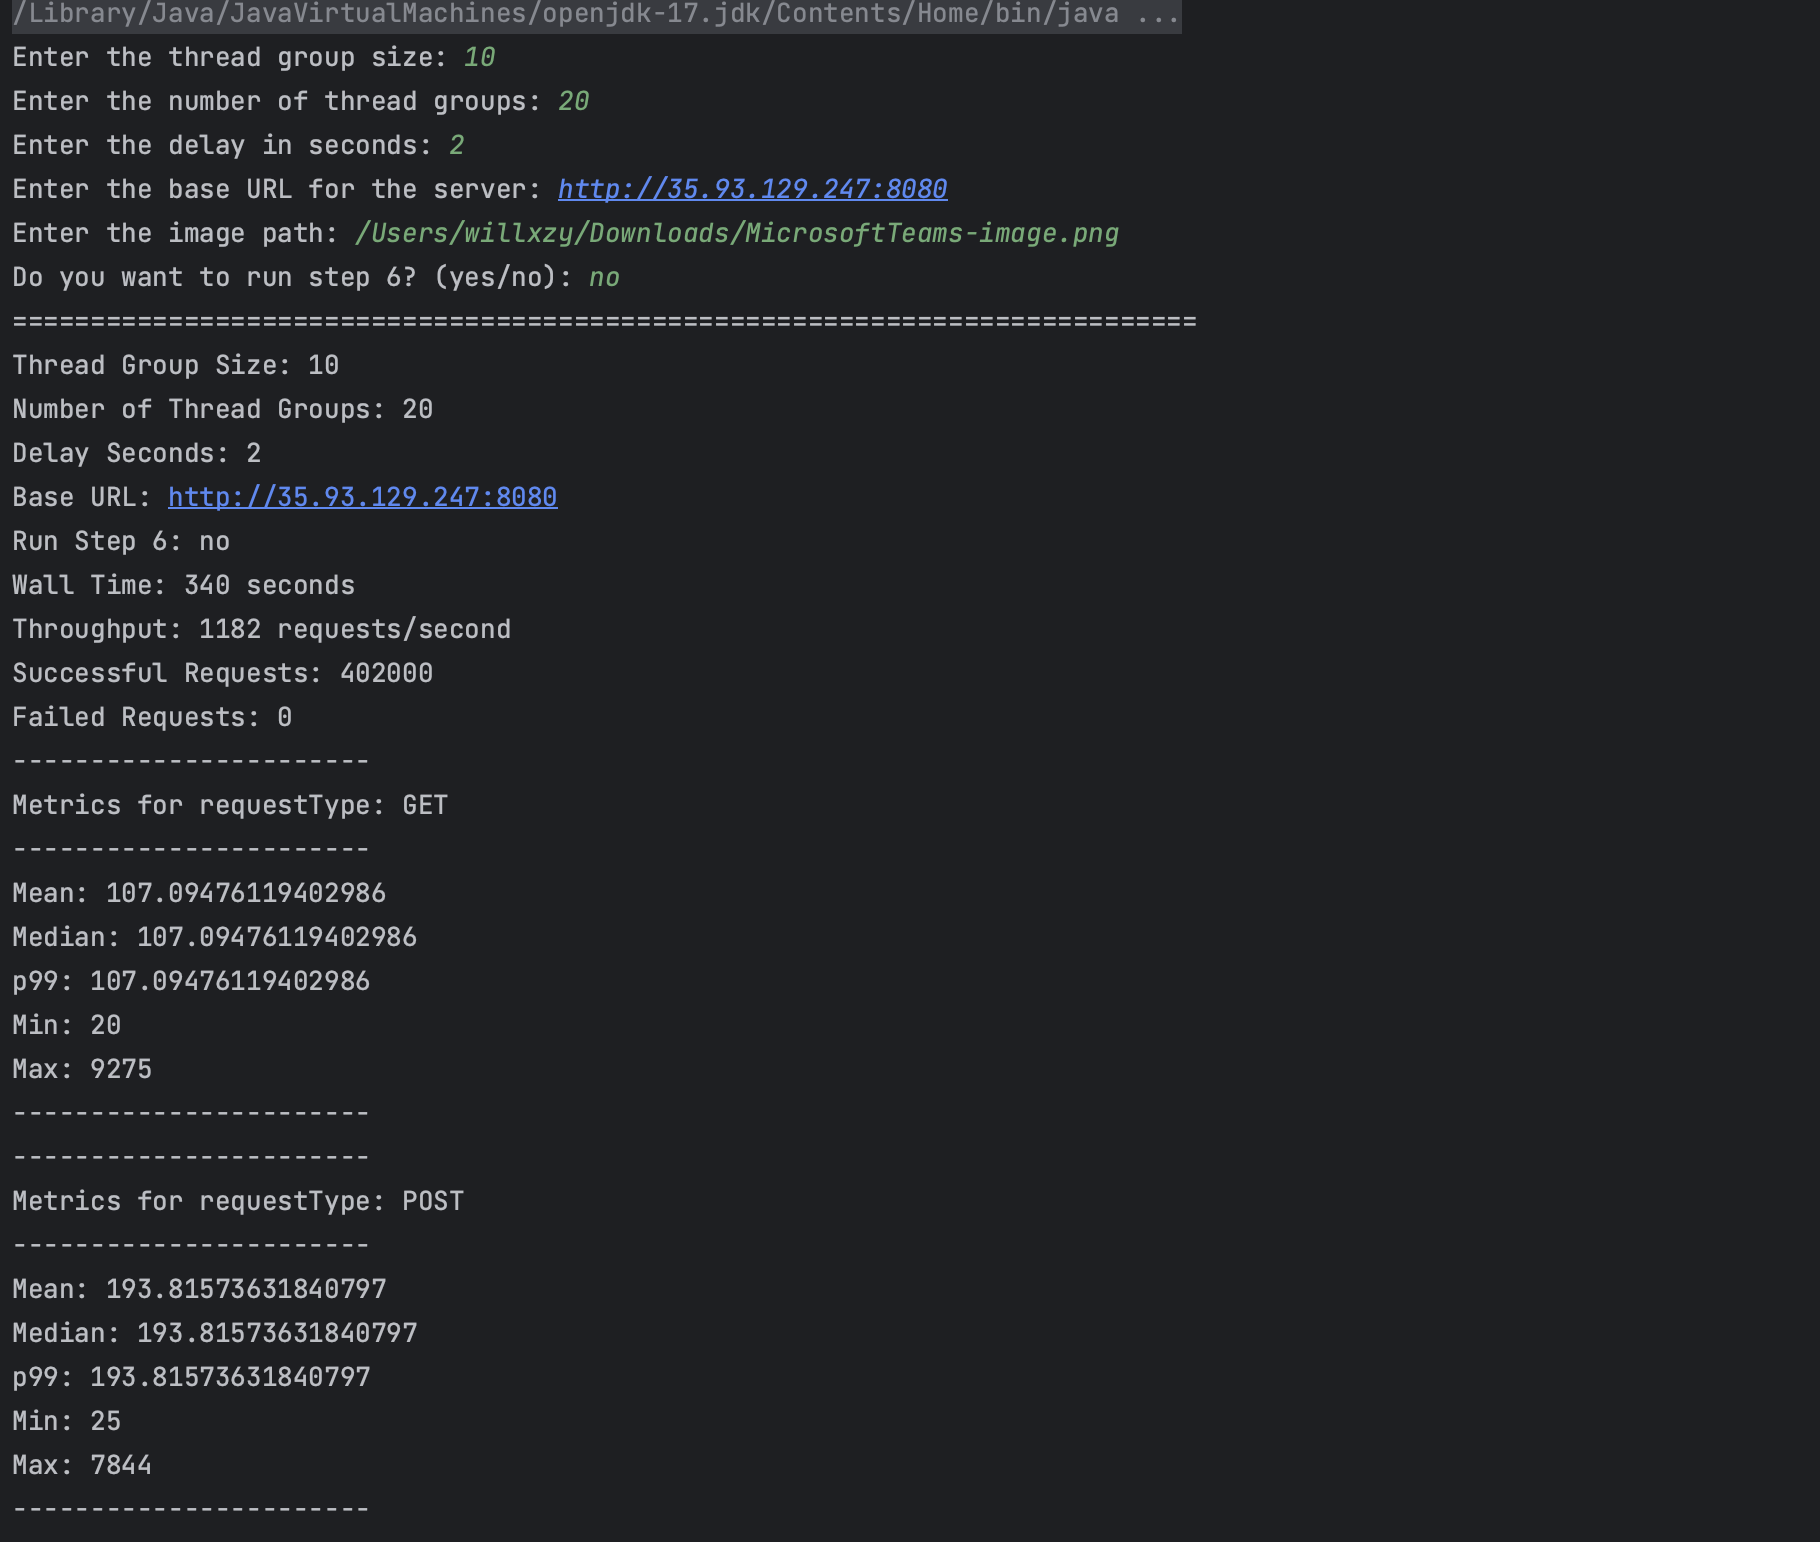 /Library/Java/JavaVirtualMachines/openjdk-17.jdk/Contents/Home/bin/java ...
Enter the thread group size: 10
Enter the number of thread groups: 20
Enter the delay in seconds: 2
Enter the base URL for the server: http://35.93.129.247:8080
Enter the image path: /Users/willxzy/Downloads/MicrosoftTeams-image.png
Do you want to run step 6? (yes/no): no
============================================================================
Thread Group Size: 10
Number of Thread Groups: 20
Delay Seconds: 2
Base URL: http://35.93.129.247:8080
Run Step 6: no
Wall Time: 340 seconds
Throughput: 1182 requests/second
Successful Requests: 402000
Failed Requests: 0
-----------------------
Metrics for requestType: GET
-----------------------
Mean: 107.09476119402986
Median: 107.09476119402986
p99: 107.09476119402986
Min: 20
Max: 9275
-----------------------
-----------------------
Metrics for requestType: POST
-----------------------
Mean: 193.81573631840797
Median: 193.81573631840797
p99: 193.81573631840797
Min: 25
Max: 7844
-----------------------